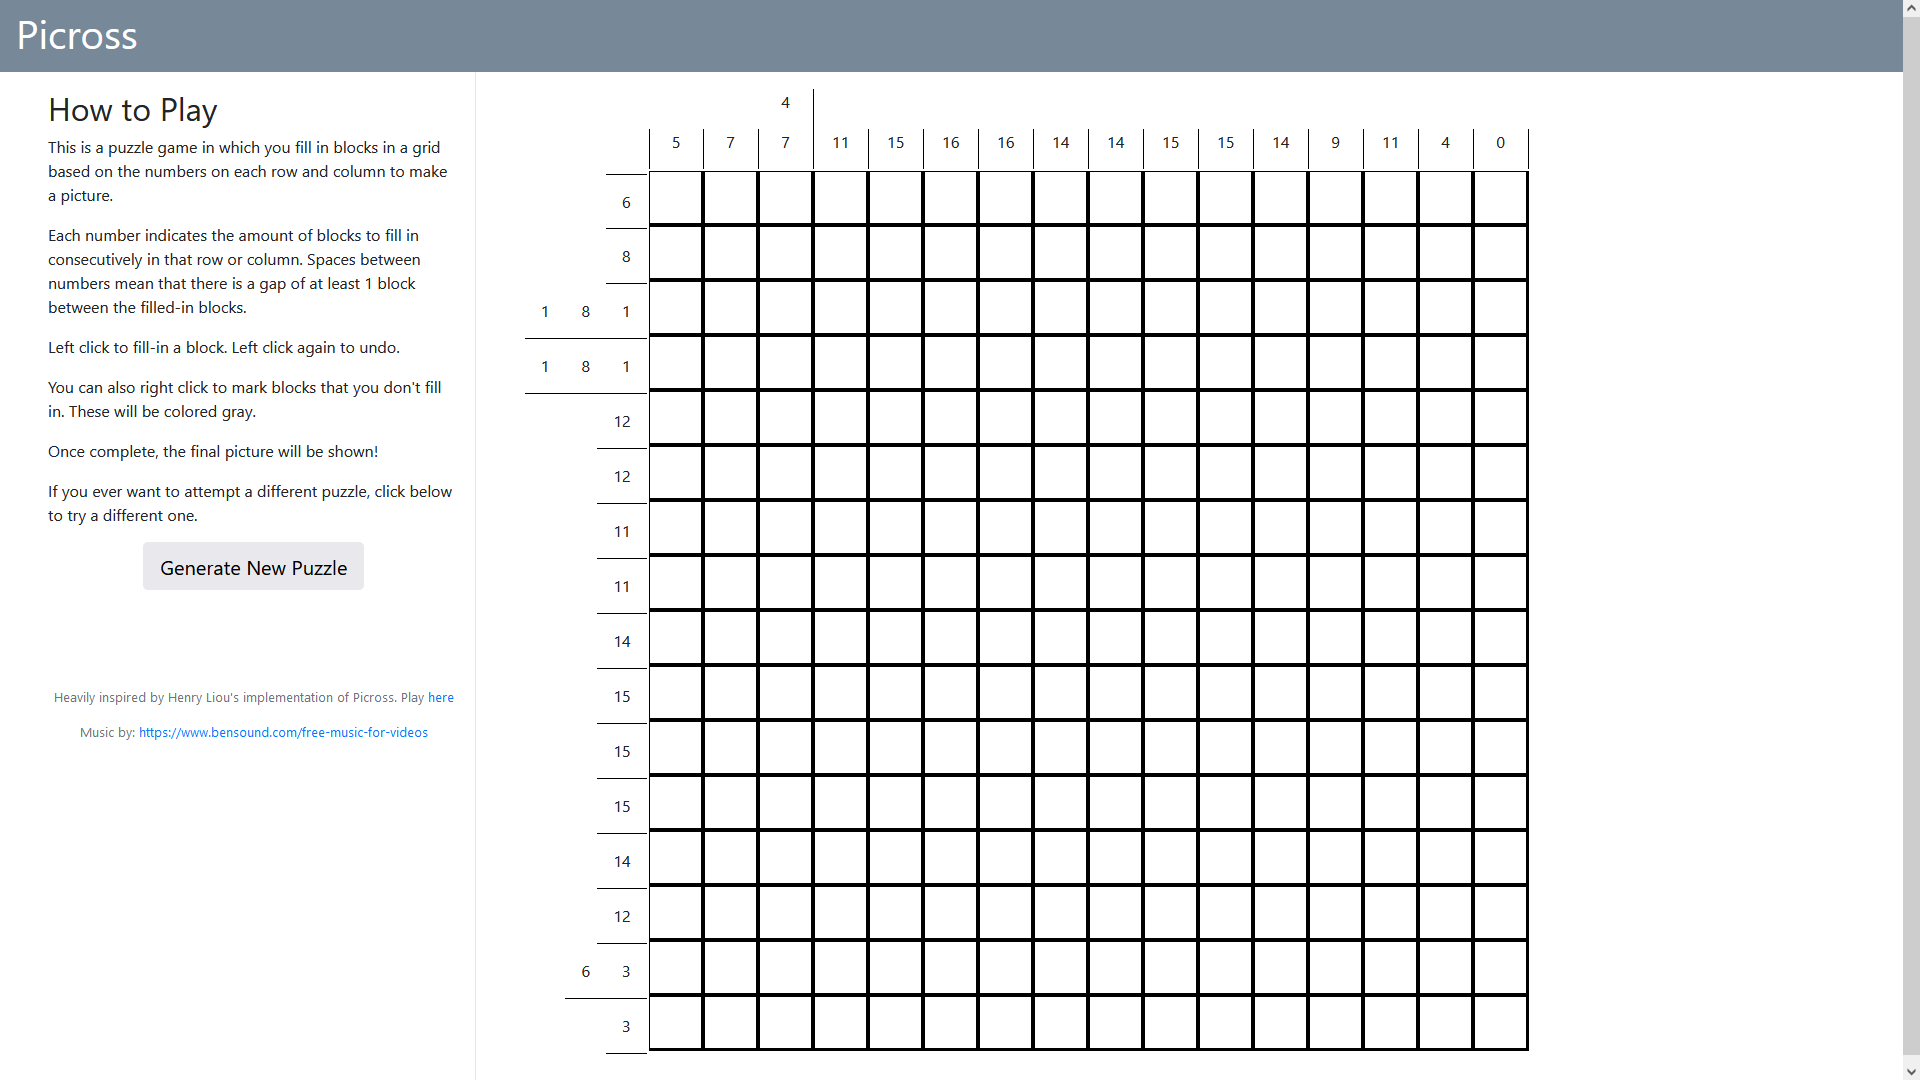 Picross
How to Play
This is a puzzle game in which you fill in blocks in a grid
based on the numbers on each row and column to make
a picture.
Each number indicates the amount of blocks to fill in
consecutively in that row or column. Spaces between
numbers mean that there is a gap of at least 1 block
between the filled-in blocks.
Left click to fill-in a block. Left click again to undo.
You can also right click to mark blocks that you don't fill
in. These will be colored gray.
Once complete, the final picture will be shown!
If you ever want to attempt a different puzzle, click below
to try a different one.
Generate New Puzzle
Heavily inspired by Henry Liou's implementation of Picross. Play here
Music by: https://www.bensound.com/free-music-for-videos
4
5 7 7 11 15 16 16 14 14 15 15 14 9 11 4 0
6
8
1 8 1
1 8 1
12
12
11
11
14
15
15
15
14
12
6 3
3